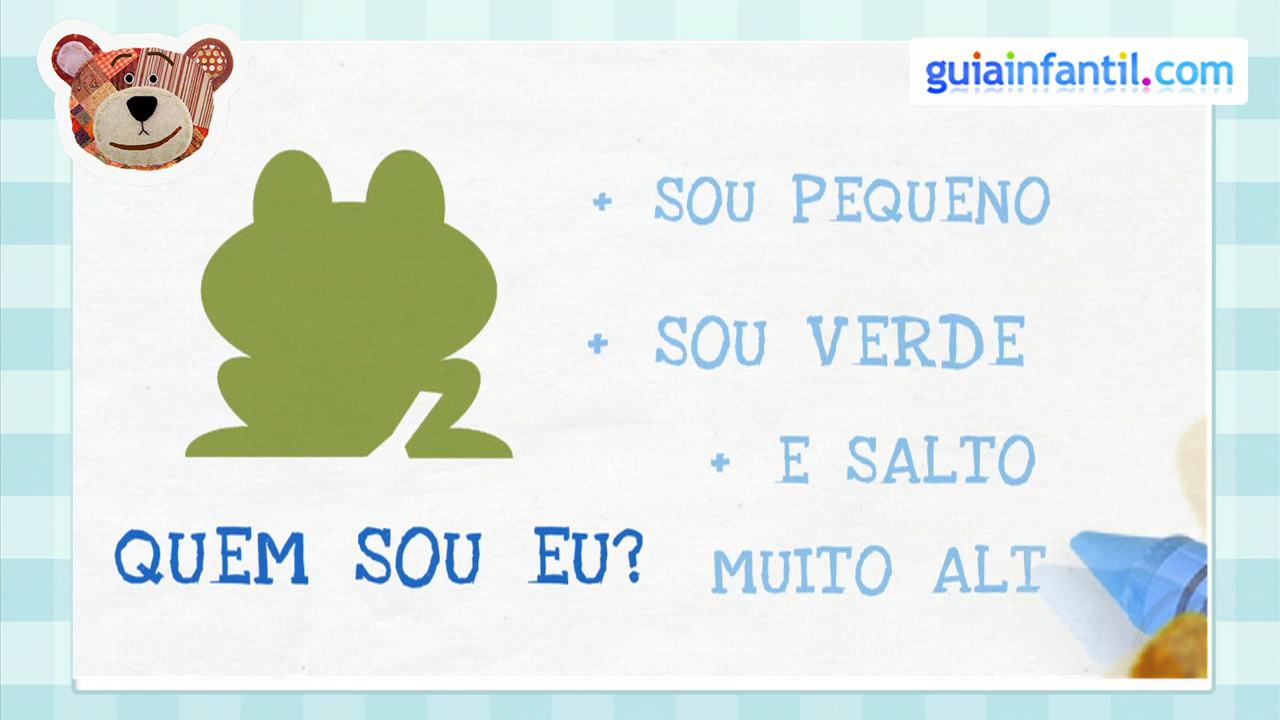 guiainfantil.com
+ SOU PEQUENO
+ SOU VERDE
+ E SALTO
MUITO ALT
QUEM SOU EU?